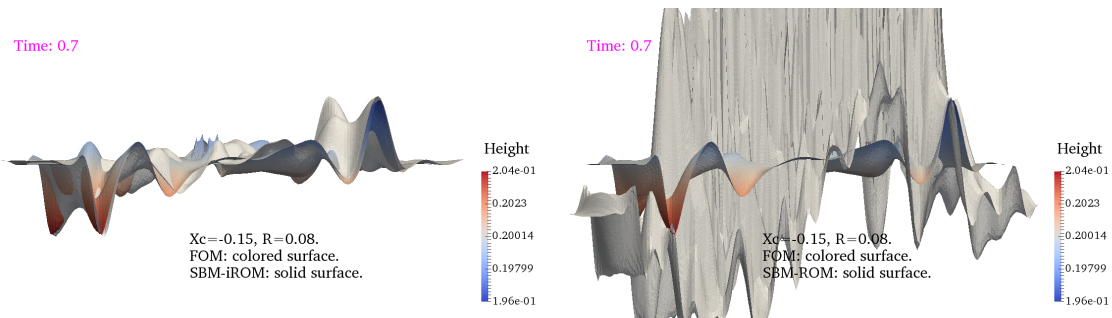 Time: 0.7
Height
2.04e-01
0.2023
0.20014
0.19799
1.96e-01
Xc=-0.15, R=0.08.
FOM: colored surface.
SBM-iROM: solid surface.
Time: 0.7
Height
2.04e-01
0.2023
0.20014
0.19799
1.96e-01
Xc=-0.15, R=0.08.
FOM: colored surface.
SBM-ROM: solid surface.